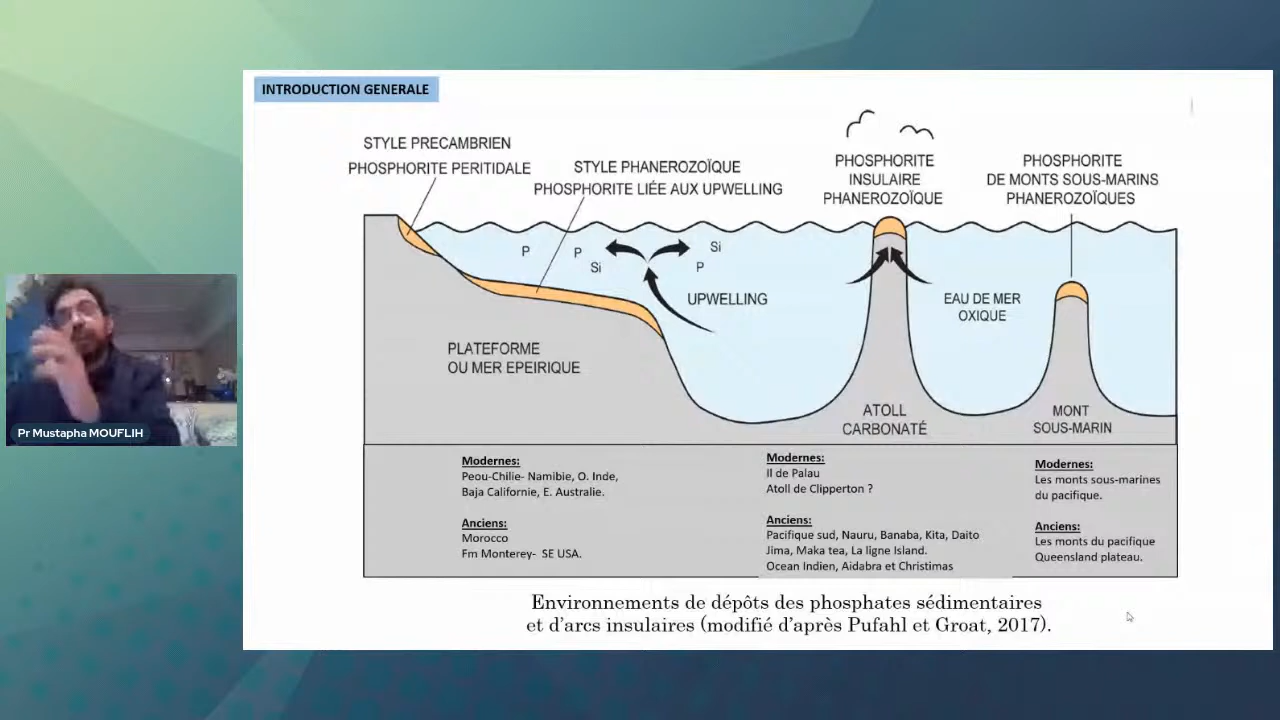 INTRODUCTION GENERALE
STYLE PRECAMBRIEN
PHOSPHORITE PERITIDALE
STYLE PHANEROZOÏQUE
PHOSPHORITE LIÉE AUX UPWELLING
PHOSPHORITE
INSULAIRE
PHANEROZOÏQUE
PHOSPHORITE
DE MONTS SOUS-MARINS
PHANEROZOÏQUES
P
P
Si
Si
P
UPWELLING
EAU DE MER
OXIQUE
PLATEFORME
OU MER EPEIRIQUE
ATOLL
CARBONATÉ
MONT
SOUS-MARIN
Modernes:
Peou-Chilie- Namibie, O. Inde,
Baja Californie, E. Australie.
Anciens:
Morocco
Fm Monterey- SE USA.
Modernes:
Il de Palau
Atoll de Clipperton ?
Anciens:
Pacifique sud, Nauru, Banaba, Kita, Daito
Jima, Maka tea, La ligne Island.
Ocean Indien, Aidabra et Christimas
Modernes:
Les monts sous-marines
du pacifique.
Anciens:
Les monts du pacifique
Queensland plateau.
Environnements de dépôts des phosphates sédimentaires
et d'arcs insulaires (modifié d'après Pufahl et Groat, 2017).
Pr Mustapha MOUFLIH